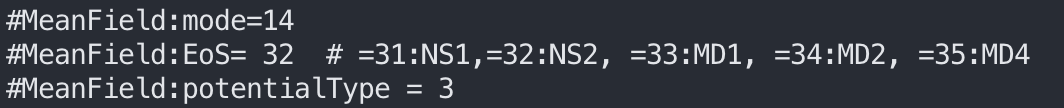 #MeanField:mode=14
#MeanField:EoS= 32  # =31:NS1,=32:NS2, =33:MD1, =34:MD2, =35:MD4
#MeanField:potentialType = 3